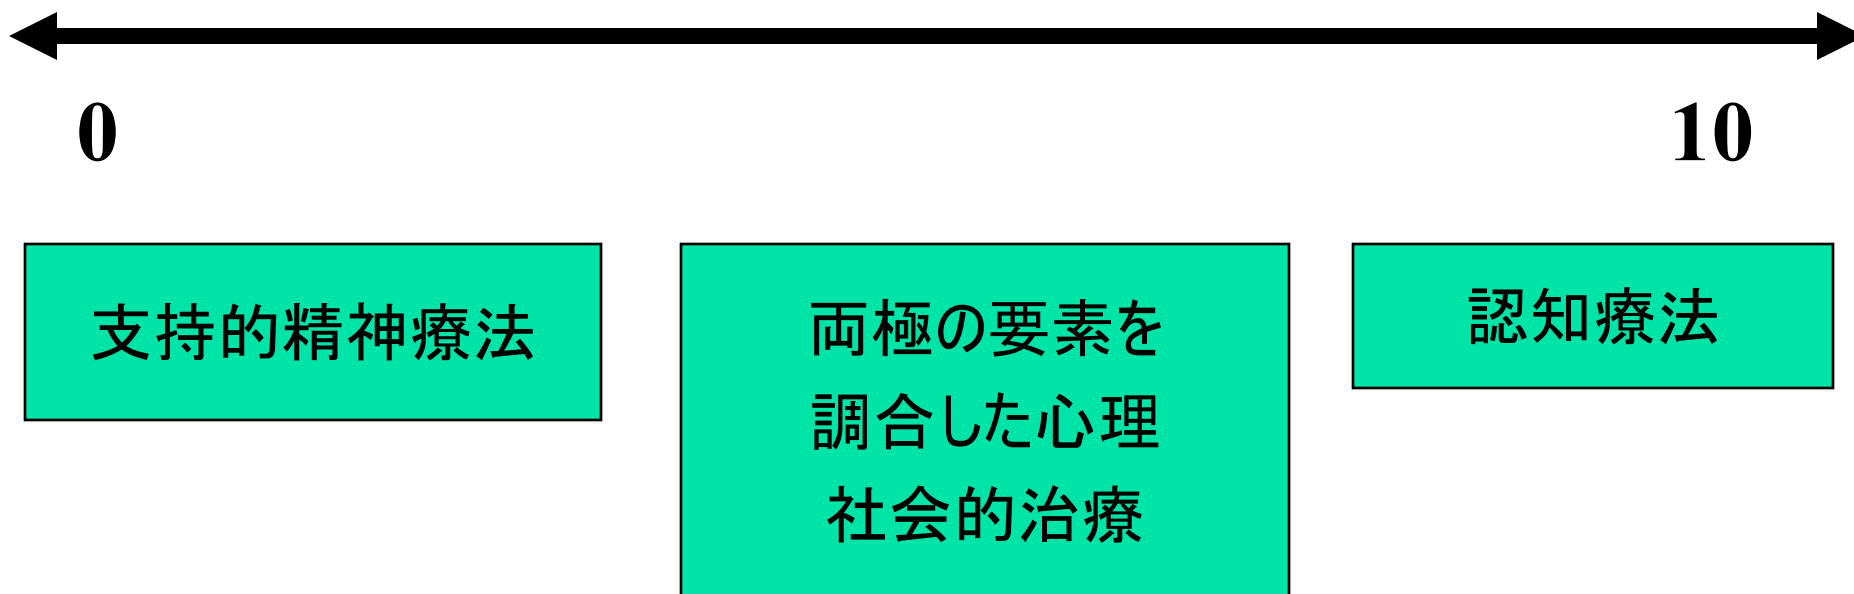 0
10
支持的精神療法
両極の要素を
調合した心理
社会的治療
認知療法